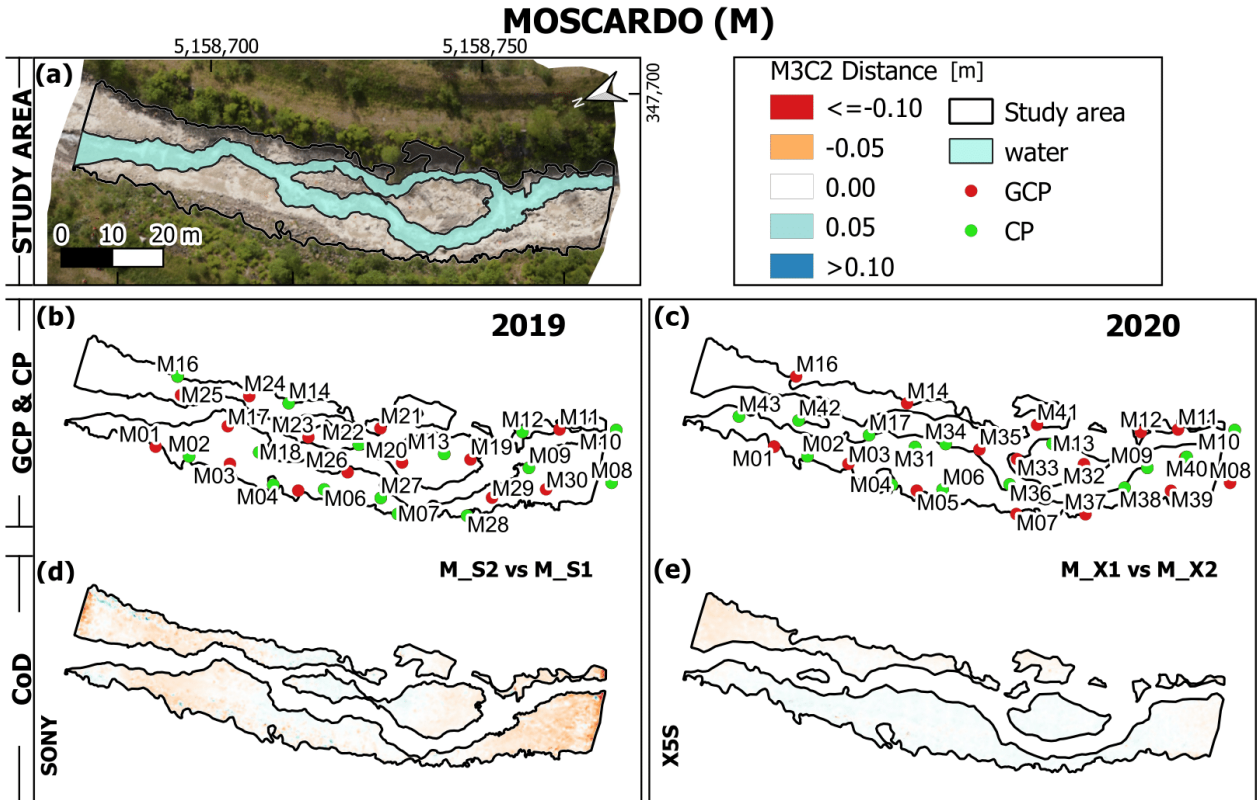 MOSCARDO (M)
5,158,700
5,158,750
347,700
STUDY AREA
(a)
N
0 10 20 m
M3C2 Distance [m]
<=-0.10
-0.05
0.00
0.05
>0.10
Study area
water
GCP
CP
GCP & CP
(b)
2019
M16
M25
M24
M14
M17
M23
M22
M21
M12
M11
M01
M02
M18
M20
M13
M19
M10
M03
M26
M09
M08
M04
M06
M27
M29
M30
M07
M28
(c)
2020
M16
M14
M43
M42
M17
M34
M35
M41
M12
M11
M01
M02
M03
M31
M13
M10
M33
M32
M09
M40
M08
M04
M06
M36
M05
M37
M38
M39
M07
CoD
SONY
(d)
M_S2 vs M_S1
X5S
(e)
M_X1 vs M_X2